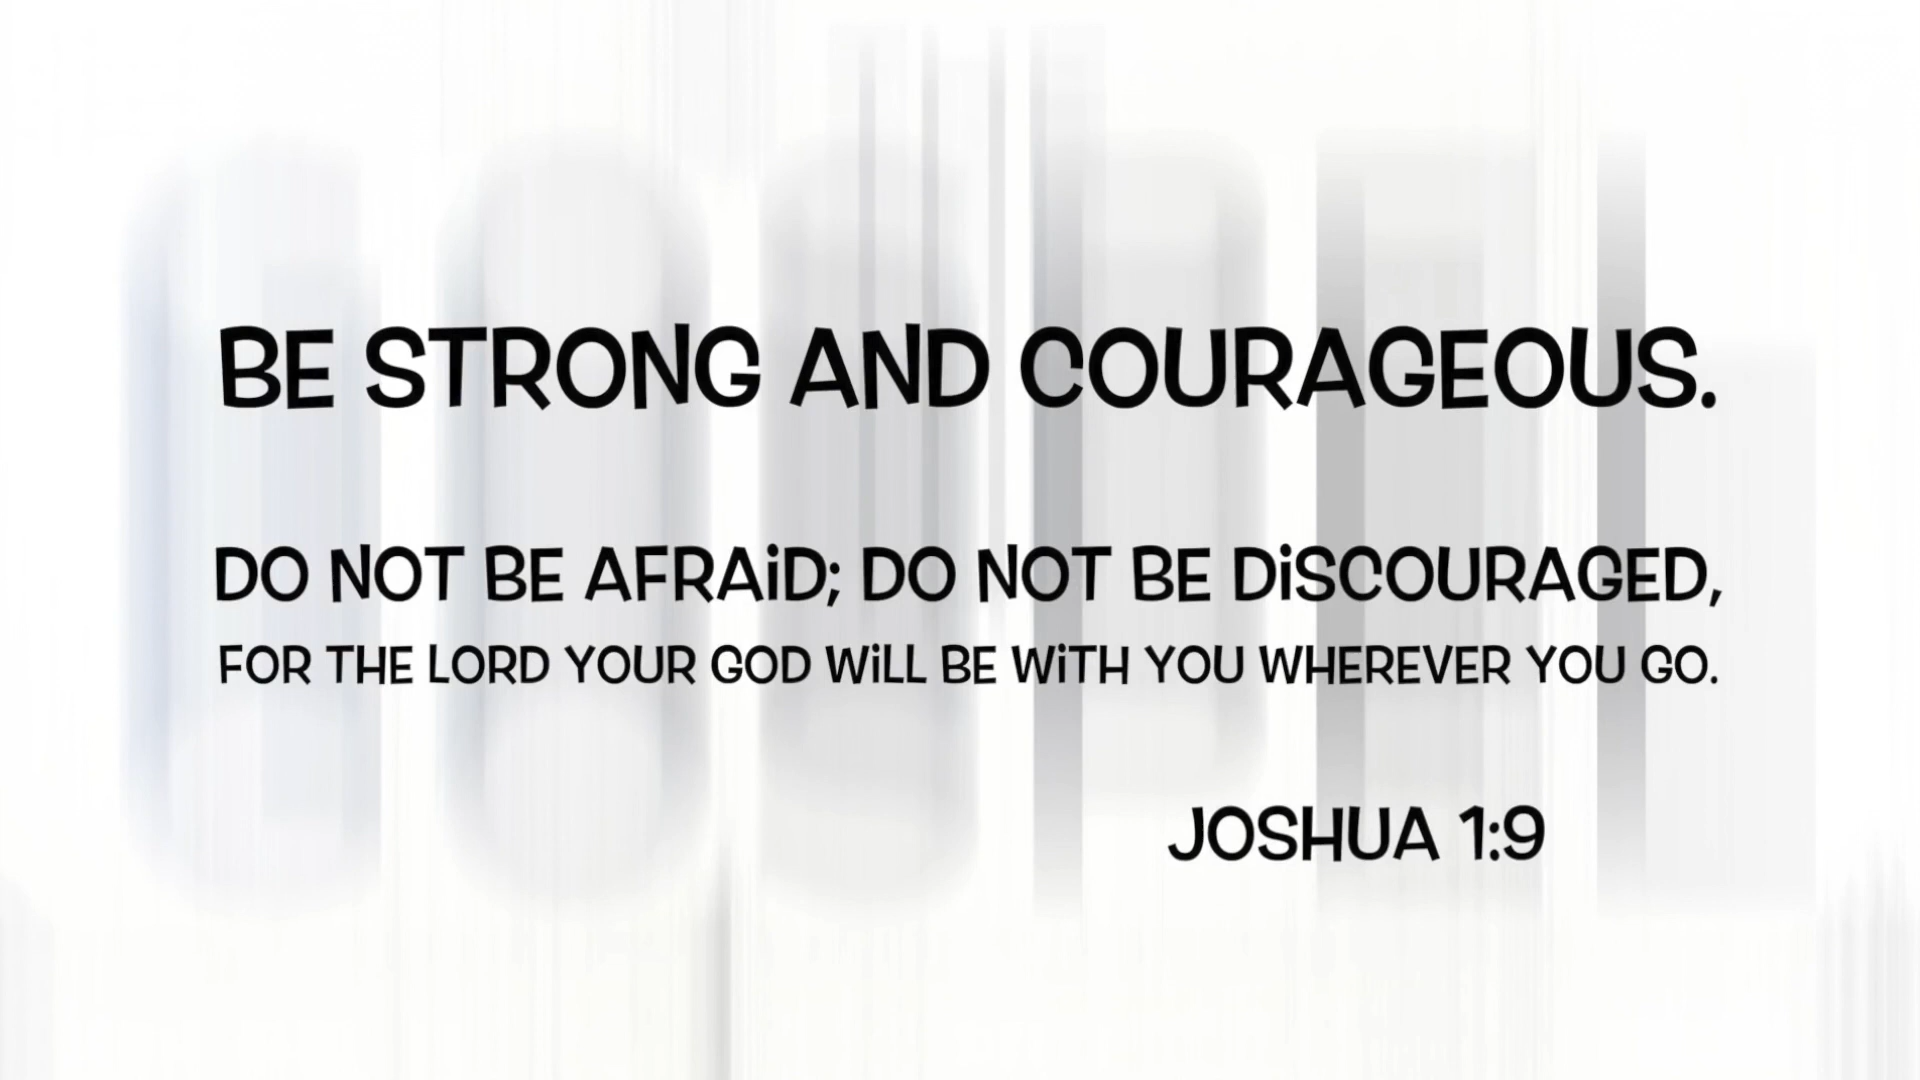 BE STRONG AND COURAGEOUS.
DO NOT BE AFRAiD; DO NOT BE DiSCOURAGED,
FOR THE LORD YOUR GOD WiLL BE WiTH YOU WHEREVER YOU GO.
JOSHUA 1:9